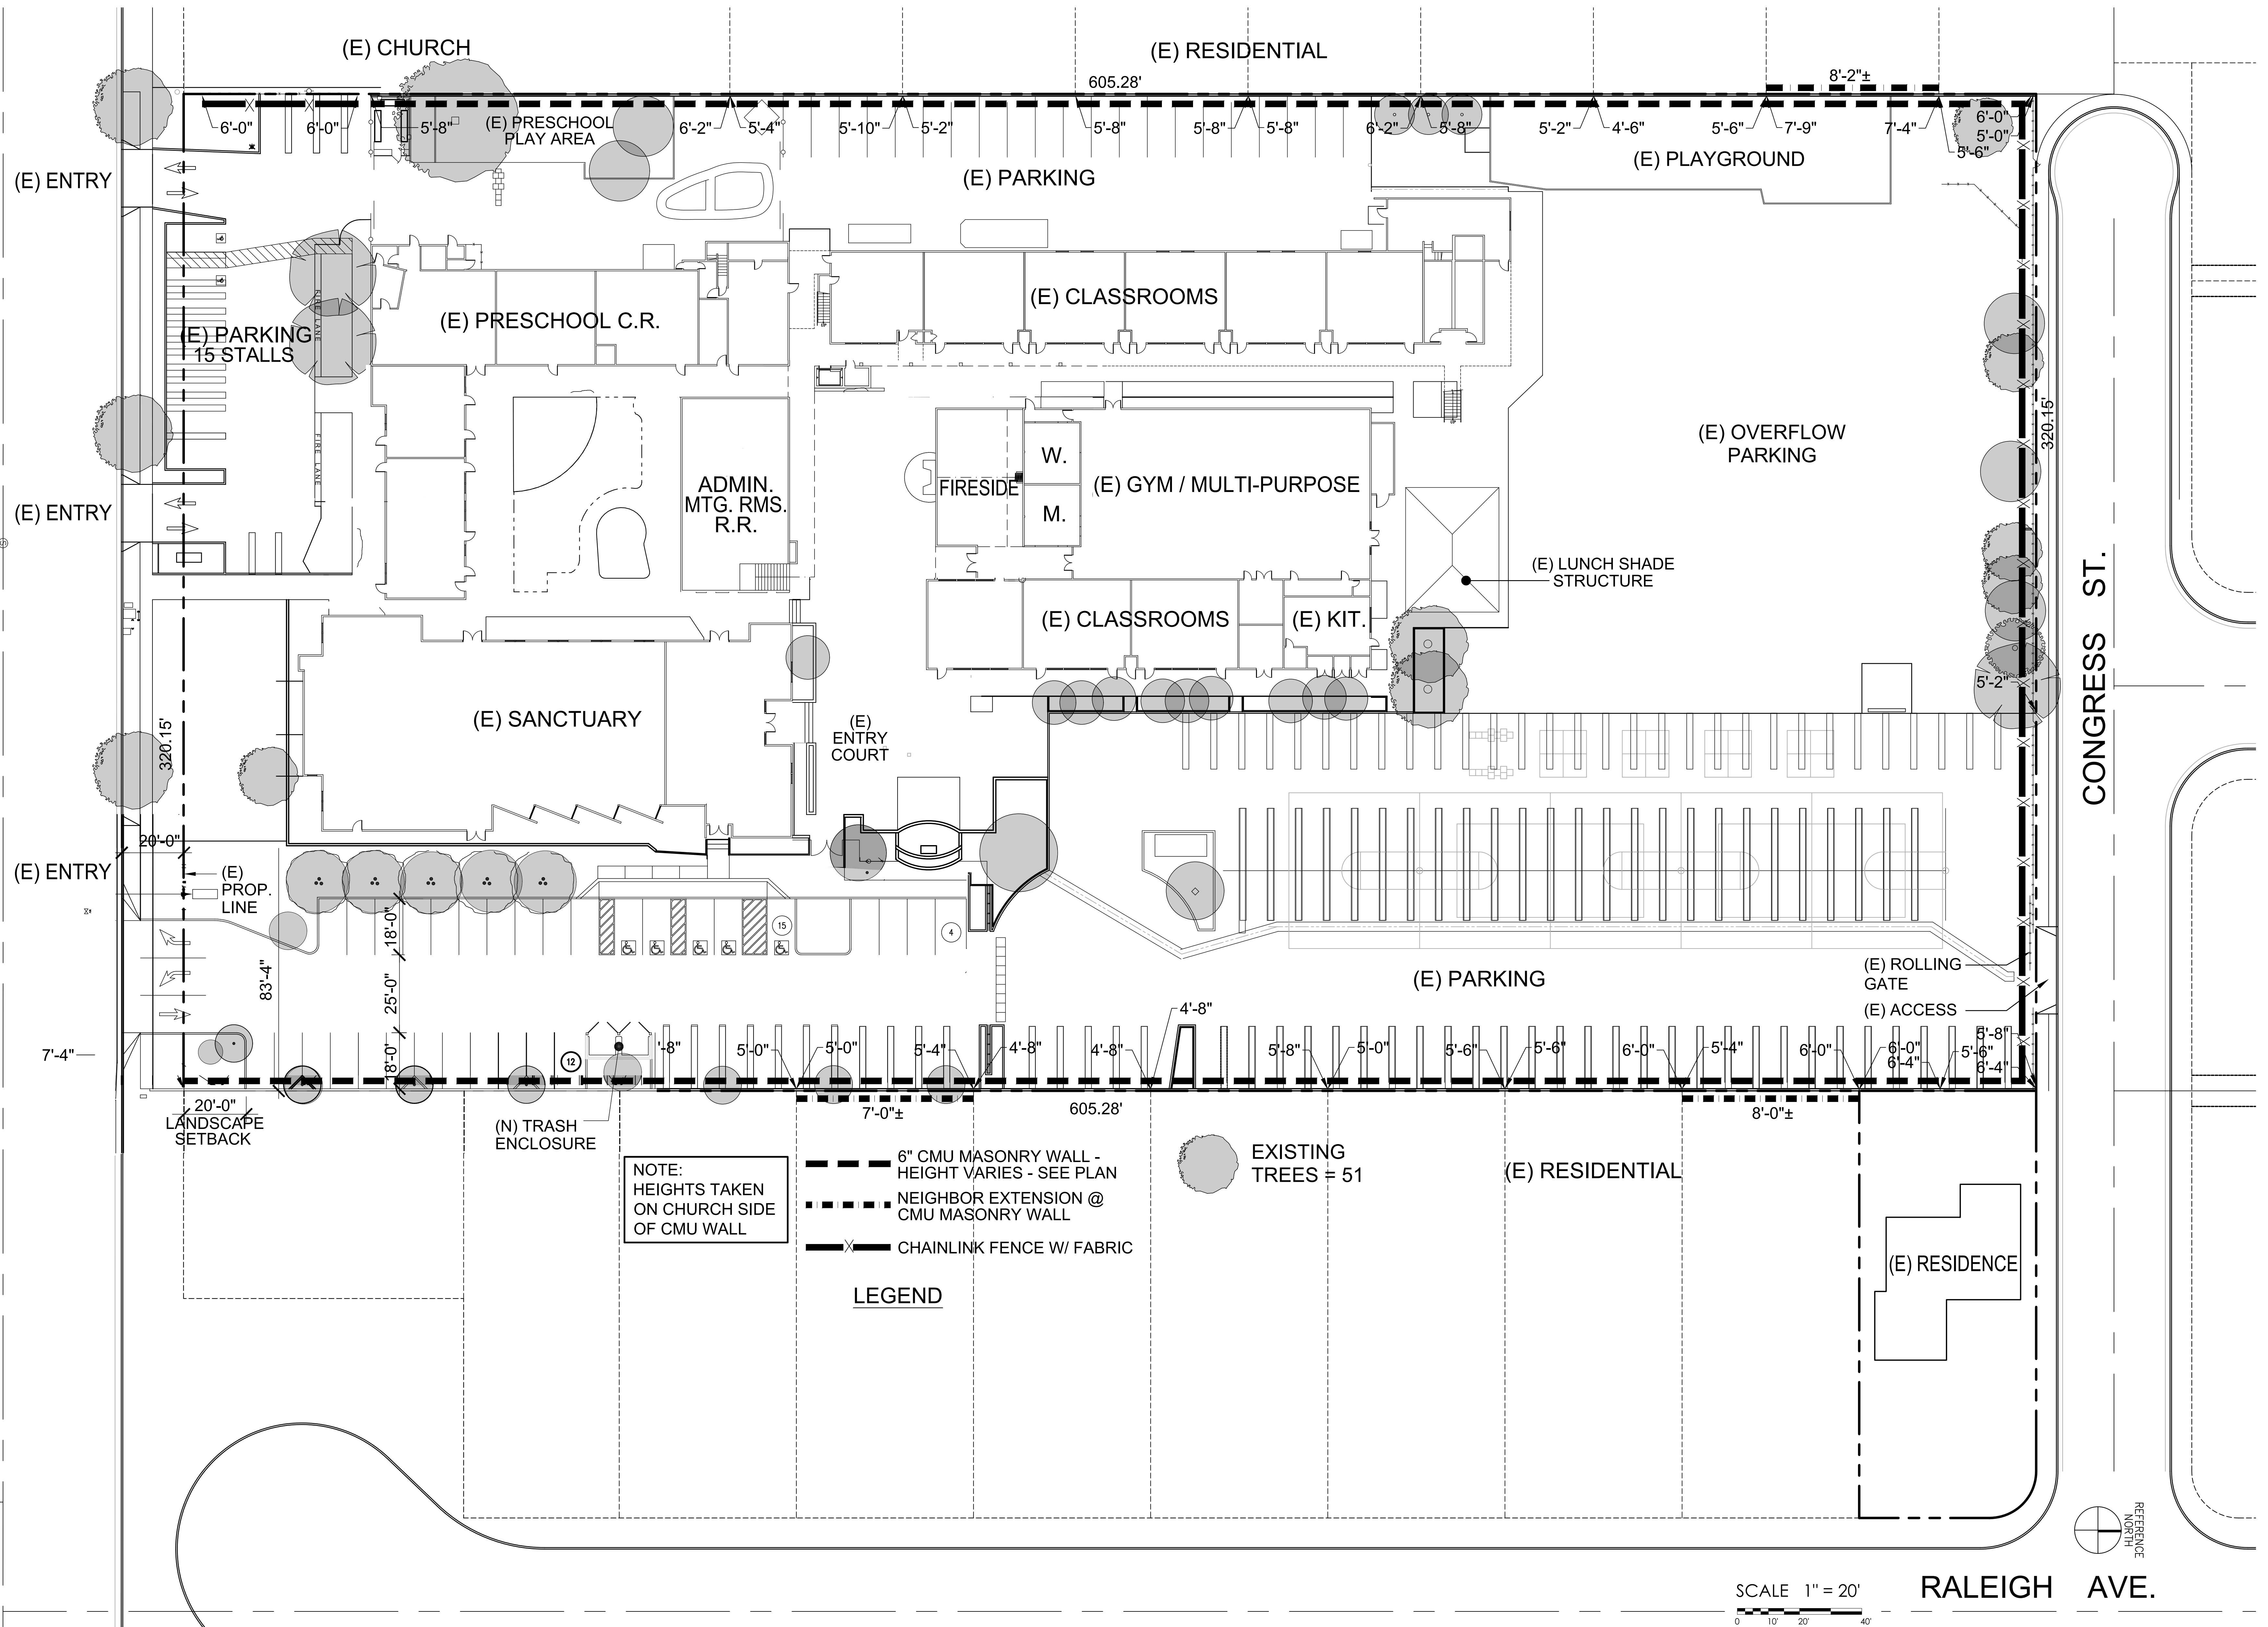 (E) CHURCH
(E) RESIDENTIAL
605.28'
8'-2"±
6'-0"
6'-0"
5'-8"
(E) PRESCHOOL
PLAY AREA
6'-2"
5'-4"
5'-10"
5'-2"
5'-8"
5'-8"
5'-8"
6'-2"
5'-8"
5'-2"
4'-6"
5'-6"
7'-9"
7'-4"
6'-0"
5'-0"
5'-6"
(E) ENTRY
(E) PARKING
(E) PLAYGROUND
(E) PARKING
15 STALLS
FIRE LANE
FIRE LANE
(E) PRESCHOOL C.R.
(E) CLASSROOMS
320.15'
(E) OVERFLOW
PARKING
ADMIN.
MTG. RMS.
R.R.
FIRESIDE
W.
M.
(E) GYM / MULTI-PURPOSE
(E) ENTRY
(E) LUNCH SHADE
STRUCTURE
(E) CLASSROOMS
(E) KIT.
CONGRESS ST.
5'-2"
(E) SANCTUARY
(E)
ENTRY
COURT
320.15'
20'-0"
(E) ENTRY
(E)
PROP.
LINE
18'-0"
15
4
83'-4"
25'-0"
(E) PARKING
(E) ROLLING
GATE
(E) ACCESS
4'-8"
7'-4"
18'-0'
12
'-8"
5'-0"
5'-0"
5'-4"
4'-8"
4'-8"
5'-8"
5'-0"
5'-6"
5'-6"
6'-0"
5'-4"
6'-0"
6'-0"
6'-4"
5'-6"
5'-8"
6'-4"
20'-0"
LANDSCAPE
SETBACK
7'-0"±
605.28'
8'-0"±
(N) TRASH
ENCLOSURE
NOTE:
HEIGHTS TAKEN
ON CHURCH SIDE
OF CMU WALL
6" CMU MASONRY WALL -
HEIGHT VARIES - SEE PLAN
NEIGHBOR EXTENSION @
CMU MASONRY WALL
X
CHAINLINK FENCE W/ FABRIC
LEGEND
EXISTING
TREES = 51
(E) RESIDENTIAL
(E) RESIDENCE
REFERENCE
NORTH
SCALE 1" = 20'
0 10' 20' 40'
RALEIGH AVE.